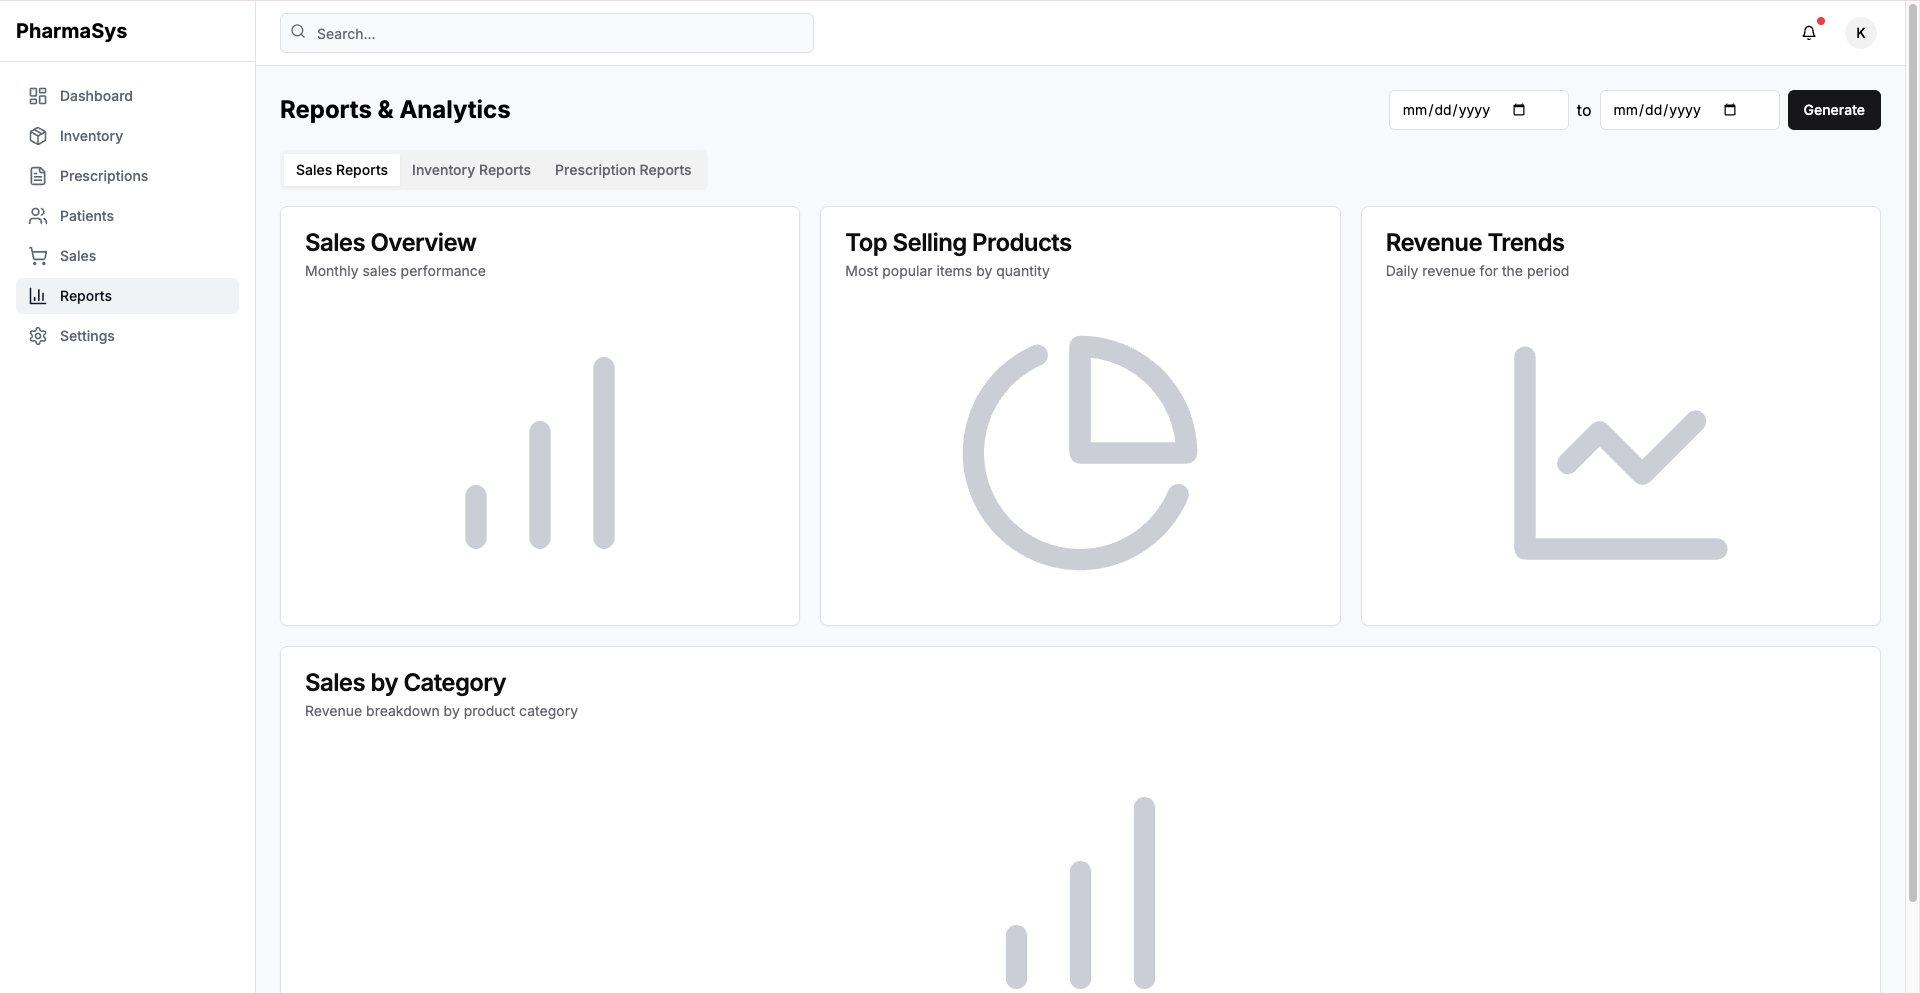 PharmaSys
Dashboard
Inventory
Prescriptions
Patients
Sales
Reports
Settings
Search...
K
Reports & Analytics
mm/dd/yyyy to mm/dd/yyyy Generate
Sales Reports Inventory Reports Prescription Reports
Sales Overview
Monthly sales performance
Top Selling Products
Most popular items by quantity
Revenue Trends
Daily revenue for the period
Sales by Category
Revenue breakdown by product category